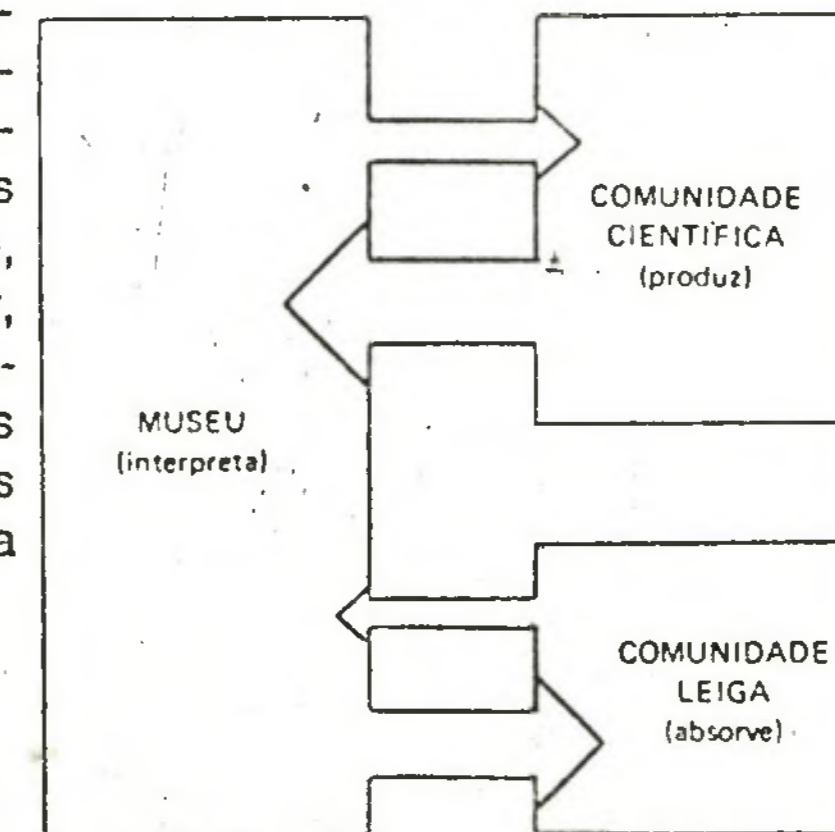 s
,
,
s
s
a
MUSEU
(interpreta)
COMUNIDADE
CIENTÍFICA
(produz)
COMUNIDADE
LEIGA
(absorve)